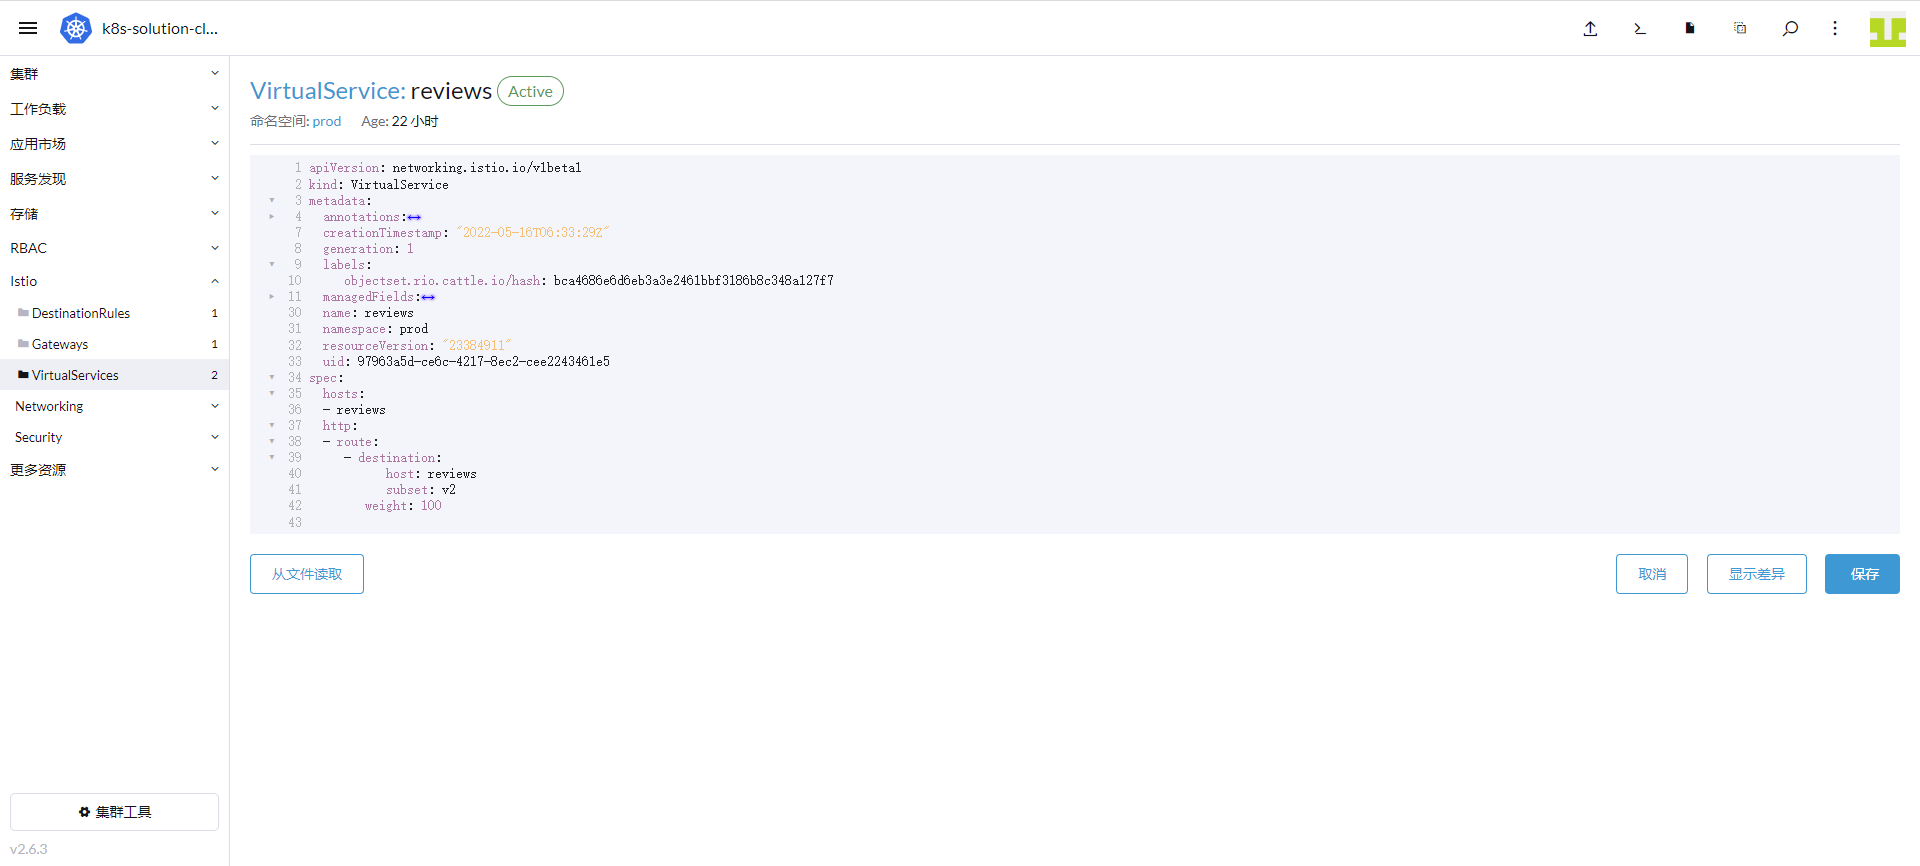 k8s-solution-cl...
集群
工作负载
应用市场
服务发现
存储
RBAC
Istio
DestinationRules 1
Gateways 1
VirtualServices 2
Networking
Security
更多资源
集群工具
v2.6.3
VirtualService: reviews Active
命名空间: prod Age: 22 小时
1 apiVersion: networking.istio.io/v1beta1
2 kind: VirtualService
3 metadata:
4 annotations:
7 creationTimestamp: "2022-05-16T06:33:29Z"
8 generation: 1
9 labels:
10 objectset.rio.cattle.io/hash: bca4686e6d6eb3a3e2461bbf3186b8c348a127f7
11 managedFields:
30 name: reviews
31 namespace: prod
32 resourceVersion: "23384911"
33 uid: 97963a5d-ce6c-4217-8ec2-cee2243461e5
34 spec:
35 hosts:
36 - reviews
37 http:
38 - route:
39 - destination:
40 host: reviews
41 subset: v2
42 weight: 100
43
从文件读取
取消
显示差异
保存